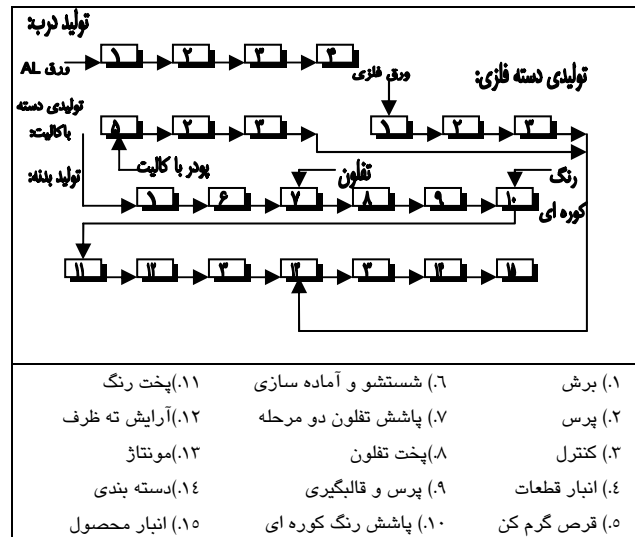 تولید درب:
ورق AL
۱ ۲ ۳ ۴
تولیدی دسته فلزی:
ورق فلزی
۱ ۲ ۳
تولیدی دسته
باکالیت:
۵ ۲ ۳
پودر با کالیت
تولید بدنه:
تفلون
رنگ
کوره ای
۱ ۶ ۷ ۸ ۹ ۱۰
۱۱ ۱۲ ۳ ۱۳ ۳ ۱۴ ۱۵
۱.) برش
۲.) پرس
۳.) کنترل
۴.) انبار قطعات
۵.) قرص گرم کن
۶.) شستشو و آماده سازی
۷.) پاشش تفلون دو مرحله
۸.)پخت تفلون
۹.) پرس و قالبگیری
۱۰.) پاشش رنگ کوره ای
۱۱.)پخت رنگ
۱۲.)آرایش ته ظرف
۱۳.)مونتاژ
۱۴.)دسته بندی
۱۵.) انبار محصول